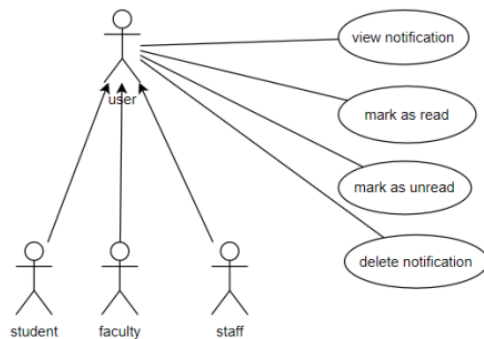 view notification
user
mark as read
mark as unread
delete notification
student
faculty
staff